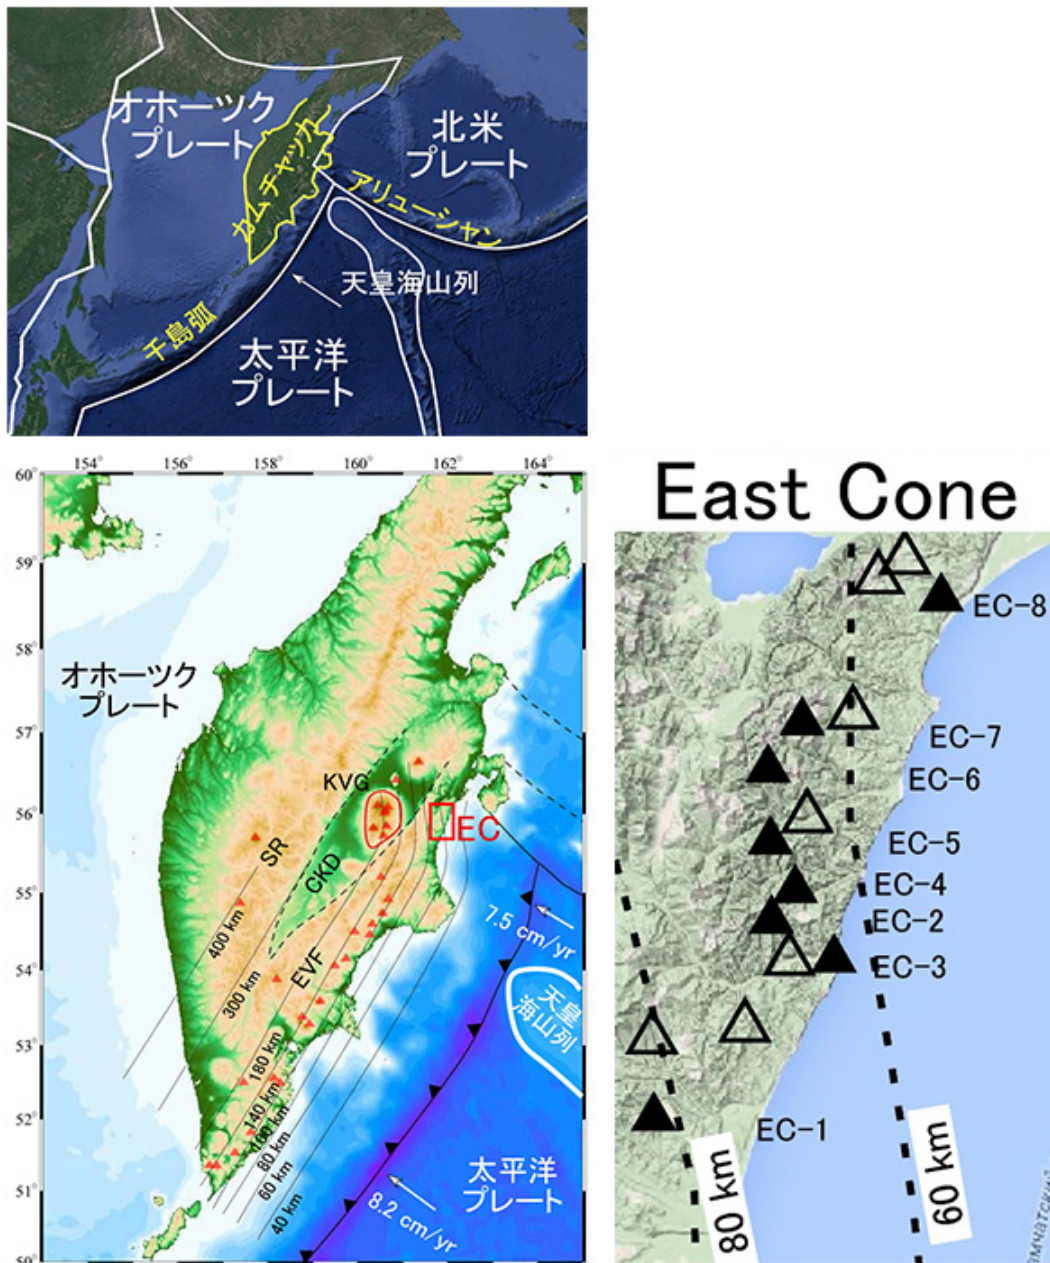 オホーツク
プレート
北米
プレート
カムチャッカ
アリューシャン
天皇海山列
千島弧
太平洋
プレート
154° 156° 158° 160° 162° 164°
60°
59°
58°
57°
56°
55°
54°
53°
52°
51°
50°
オホーツク
プレート
KVG
EC
SR
CKD
EVF
400 km
300 km
180 km
140 km
100 km
80 km
60 km
40 km
7.5 cm/yr
天皇
海山列
太平洋
プレート
8.2 cm/yr
East Cone
EC-8
EC-7
EC-6
EC-5
EC-4
EC-2
EC-3
EC-1
80 km
60 km